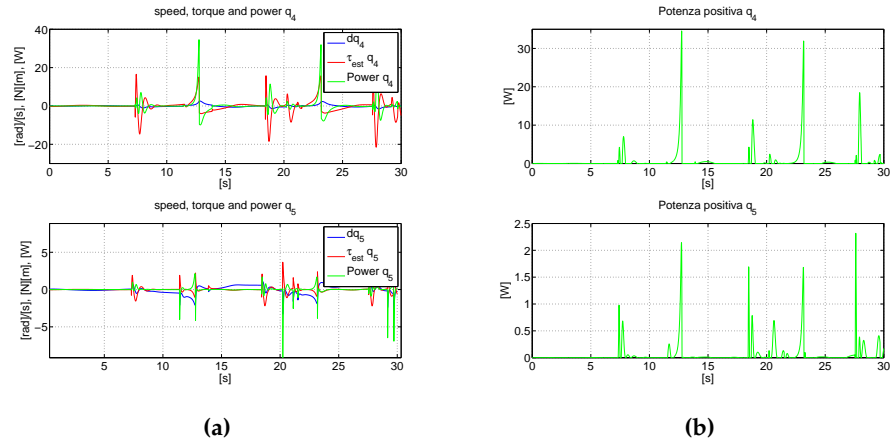 speed, torque and power q4
[rad]/[s], [N][m], [W]
40
20
0
−20
dq4
τest q4
Power q4
0 5 10 15 20 25 30
[s]
Potenza positiva q4
[W]
30
20
10
0
0 5 10 15 20 25 30
[s]
speed, torque and power q5
[rad]/[s], [N][m], [W]
5
0
−5
dq5
τest q5
Power q5
0 5 10 15 20 25 30
[s]
Potenza positiva q5
[W]
2.5
2
1.5
1
0.5
0
0 5 10 15 20 25 30
[s]
(a)
(b)